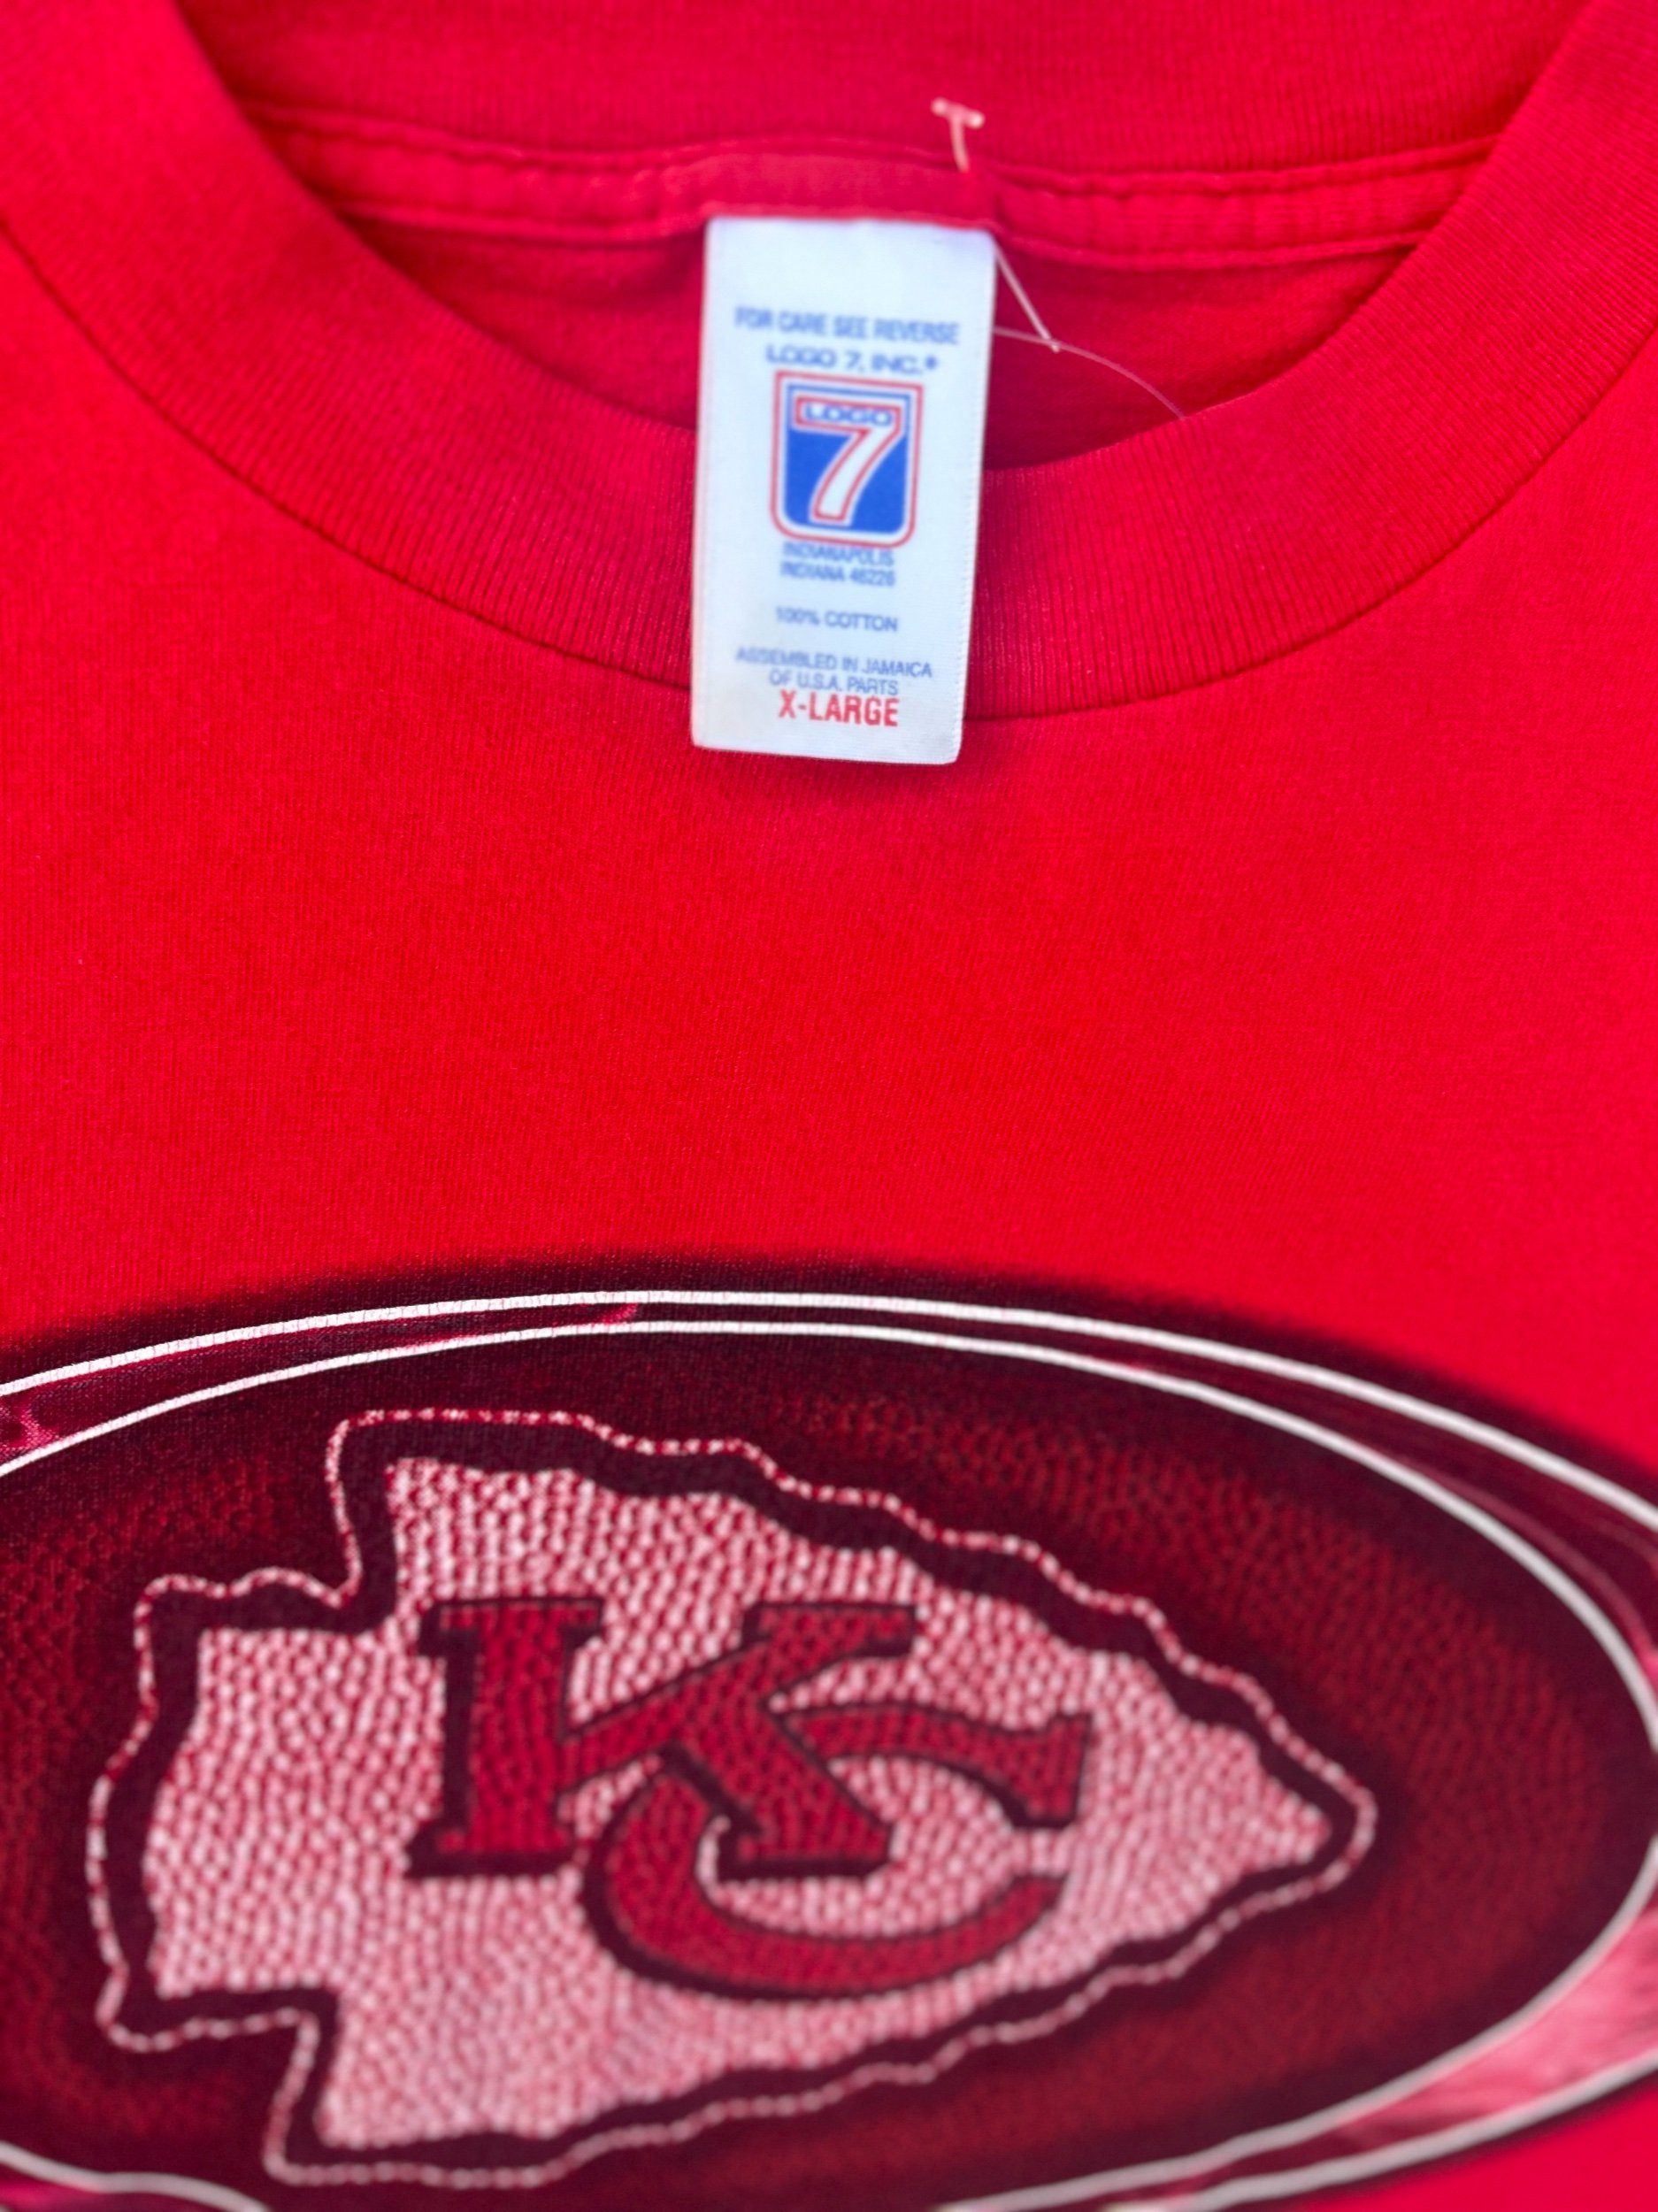 FOR CARE SEE REVERSE
LOGO 7, INC.®
LOGO
7
INDIANAPOLIS
INDIANA 46226
100% COTTON
ASSEMBLED IN JAMAICA
OF U.S.A. PARTS
X-LARGE
KC